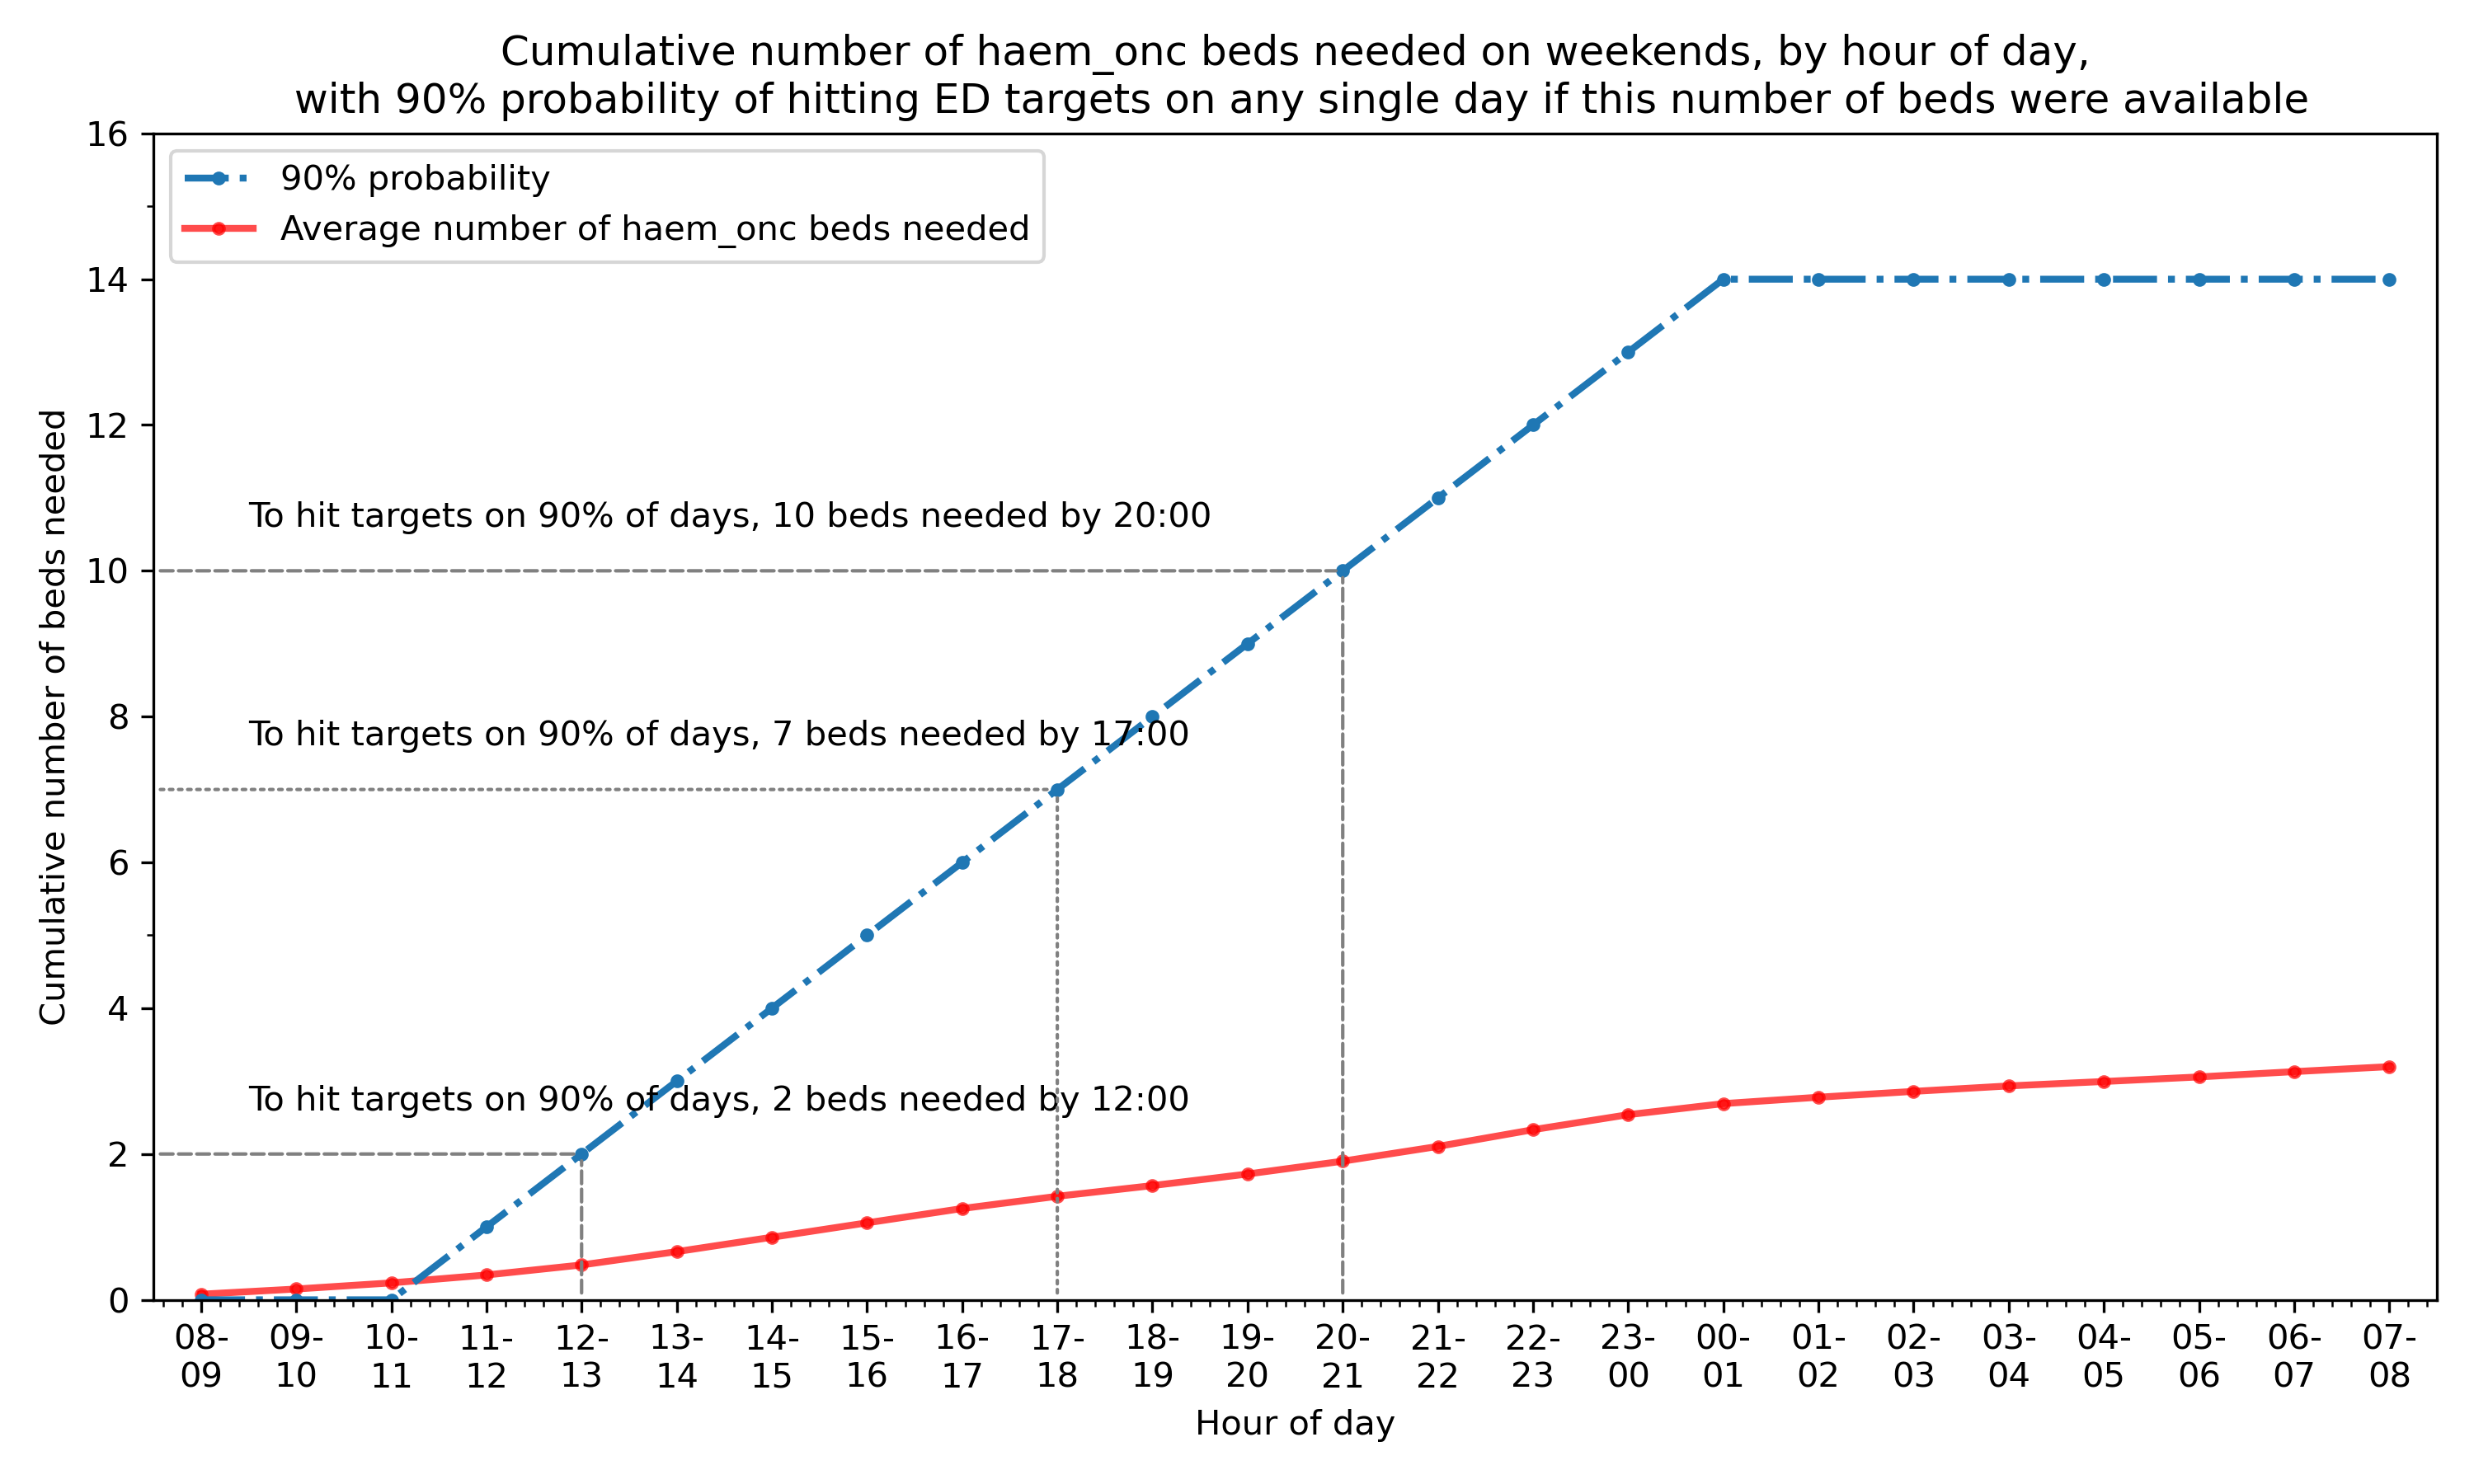 Cumulative number of haem_onc beds needed on weekends, by hour of day,
with 90% probability of hitting ED targets on any single day if this number of beds were available
90% probability
Average number of haem_onc beds needed
Cumulative number of beds needed
16
14
12
10
8
6
4
2
0
To hit targets on 90% of days, 10 beds needed by 20:00
To hit targets on 90% of days, 7 beds needed by 17:00
To hit targets on 90% of days, 2 beds needed by 12:00
08- 09- 10- 11- 12- 13- 14- 15- 16- 17- 18- 19- 20- 21- 22- 23- 00- 01- 02- 03- 04- 05- 06- 07-
09 10 11 12 13 14 15 16 17 18 19 20 21 22 23 00 01 02 03 04 05 06 07 08
Hour of day